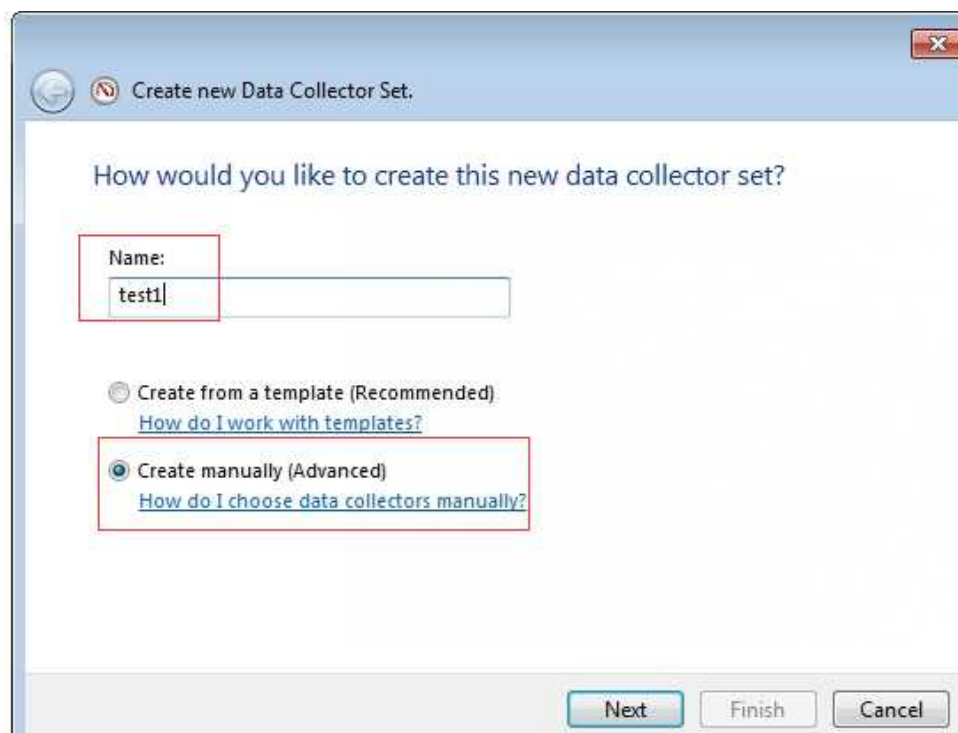 Create new Data Collector Set.
How would you like to create this new data collector set?
Name:
test1
Create from a template (Recommended)
How do I work with templates?
Create manually (Advanced)
How do I choose data collectors manually?
Next
Finish
Cancel